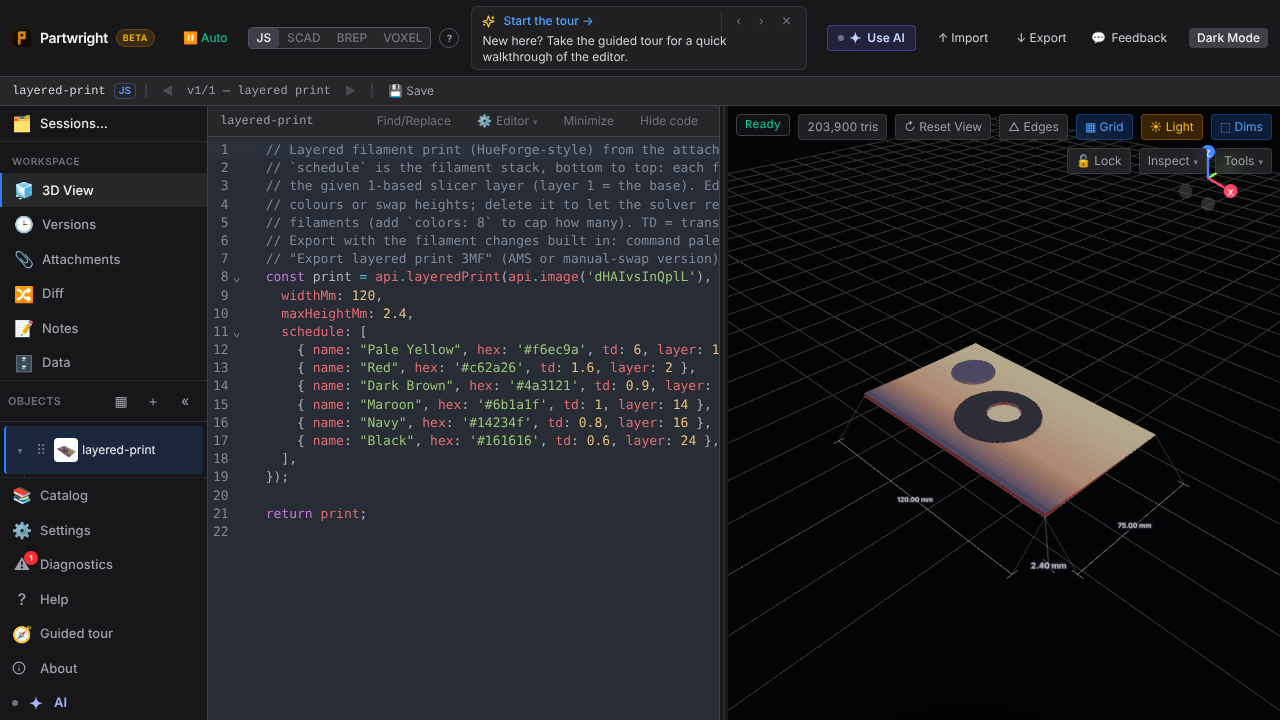 Partwright BETA
Auto
JS SCAD BREP VOXEL ?
Start the tour →
New here? Take the guided tour for a quick
walkthrough of the editor.
Use AI
↑ Import
↓ Export
Feedback
Dark Mode
layered-print JS
v1/1 — layered print
Save
Sessions...
WORKSPACE
3D View
Versions
Attachments
Diff
Notes
Data
OBJECTS
layered-print
Catalog
Settings
1
Diagnostics
? Help
Guided tour
About
AI
layered-print
Find/Replace
Editor
Minimize
Hide code
1 // Layered filament print (HueForge-style) from the attach
2 // `schedule` is the filament stack, bottom to top: each f
3 // the given 1-based slicer layer (layer 1 = the base). Ed
4 // colours or swap heights; delete it to let the solver re
5 // filaments (add `colors: 8` to cap how many). TD = trans
6 // Export with the filament changes built in: command pale
7 // "Export layered print 3MF" (AMS or manual-swap version)
8 const print = api.layeredPrint(api.image('dHAIvsInQplL'),
9 widthMm: 120,
10 maxHeightMm: 2.4,
11 schedule: [
12 { name: "Pale Yellow", hex: '#f6ec9a', td: 6, layer: 1
13 { name: "Red", hex: '#c62a26', td: 1.6, layer: 2 },
14 { name: "Dark Brown", hex: '#4a3121', td: 0.9, layer:
15 { name: "Maroon", hex: '#6b1a1f', td: 1, layer: 14 },
16 { name: "Navy", hex: '#14234f', td: 0.8, layer: 16 },
17 { name: "Black", hex: '#161616', td: 0.6, layer: 24 },
18 ],
19 });
20
21 return print;
22
Ready
203,900 tris
Reset View
Edges
Grid
Light
Dims
Lock
Inspect
Tools
Z
X
120.00 mm
75.00 mm
2.40 mm